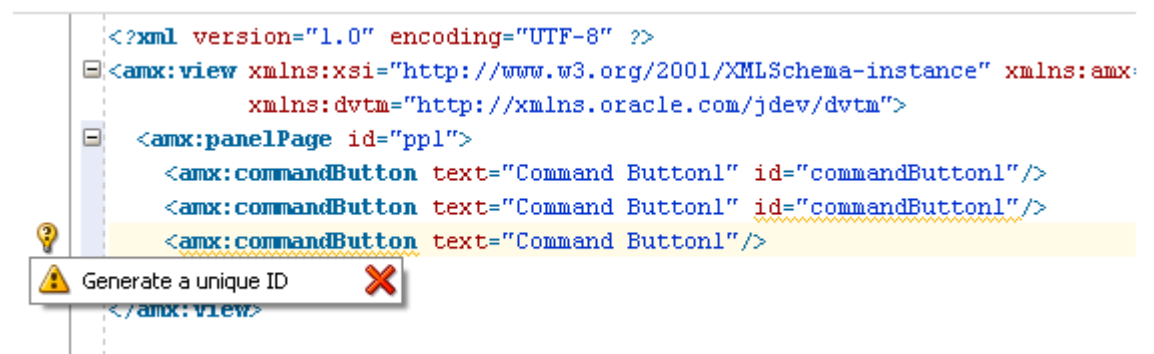 <?xml version="1.0" encoding="UTF-8" ?>
<amx:view xmlns:xsi="http://www.w3.org/2001/XMLSchema-instance" xmlns:amx
xmlns:dvtm="http://xmlns.oracle.com/jdev/dvtm">
<amx:panelPage id="pp1">
<amx:commandButton text="Command Button1" id="commandButton1"/>
<amx:commandButton text="Command Button1" id="commandButton1"/>
<amx:commandButton text="Command Button1"/>
Generate a unique ID
</amx:view>